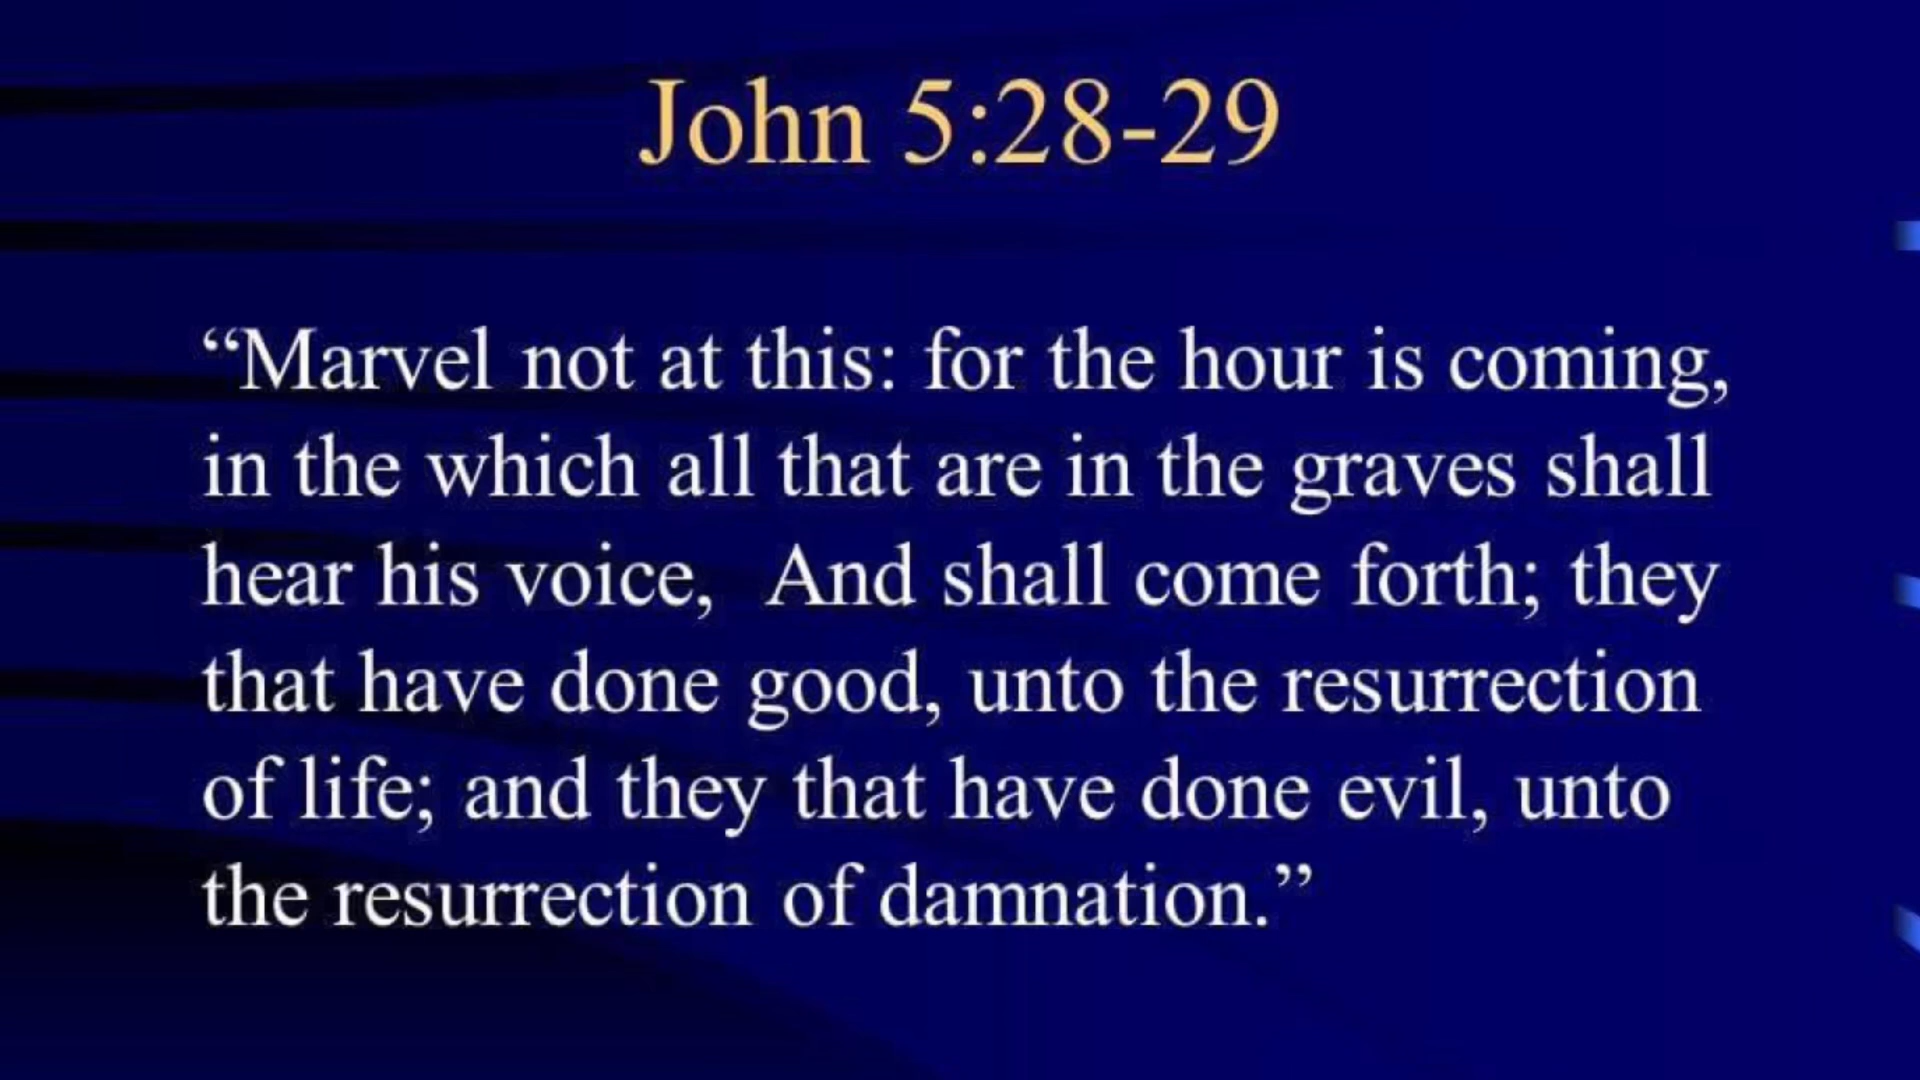 John 5:28-29
“Marvel not at this: for the hour is coming,
in the which all that are in the graves shall
hear his voice,  And shall come forth; they
that have done good, unto the resurrection
of life; and they that have done evil, unto
the resurrection of damnation.”